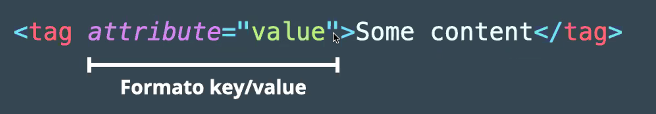 <tag attribute="value">Some content</tag>
Formato key/value